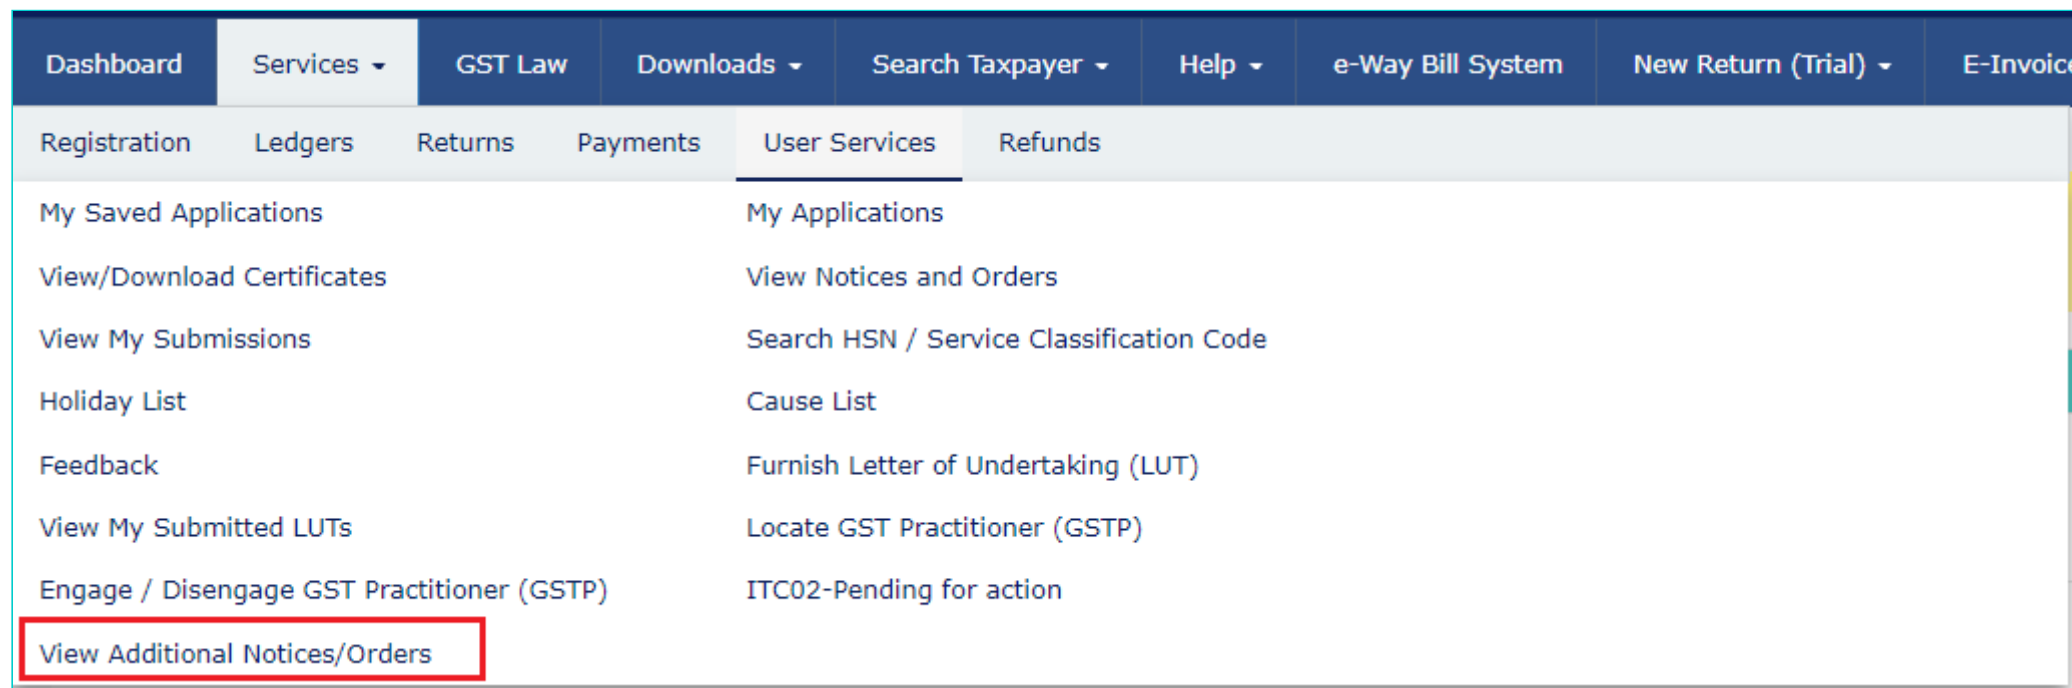 Dashboard Services GST Law Downloads Search Taxpayer Help e-Way Bill System New Return (Trial) E-Invoice
Registration Ledgers Returns Payments User Services Refunds
My Saved Applications My Applications
View/Download Certificates View Notices and Orders
View My Submissions Search HSN / Service Classification Code
Holiday List Cause List
Feedback Furnish Letter of Undertaking (LUT)
View My Submitted LUTs Locate GST Practitioner (GSTP)
Engage / Disengage GST Practitioner (GSTP) ITC02-Pending for action
View Additional Notices/Orders